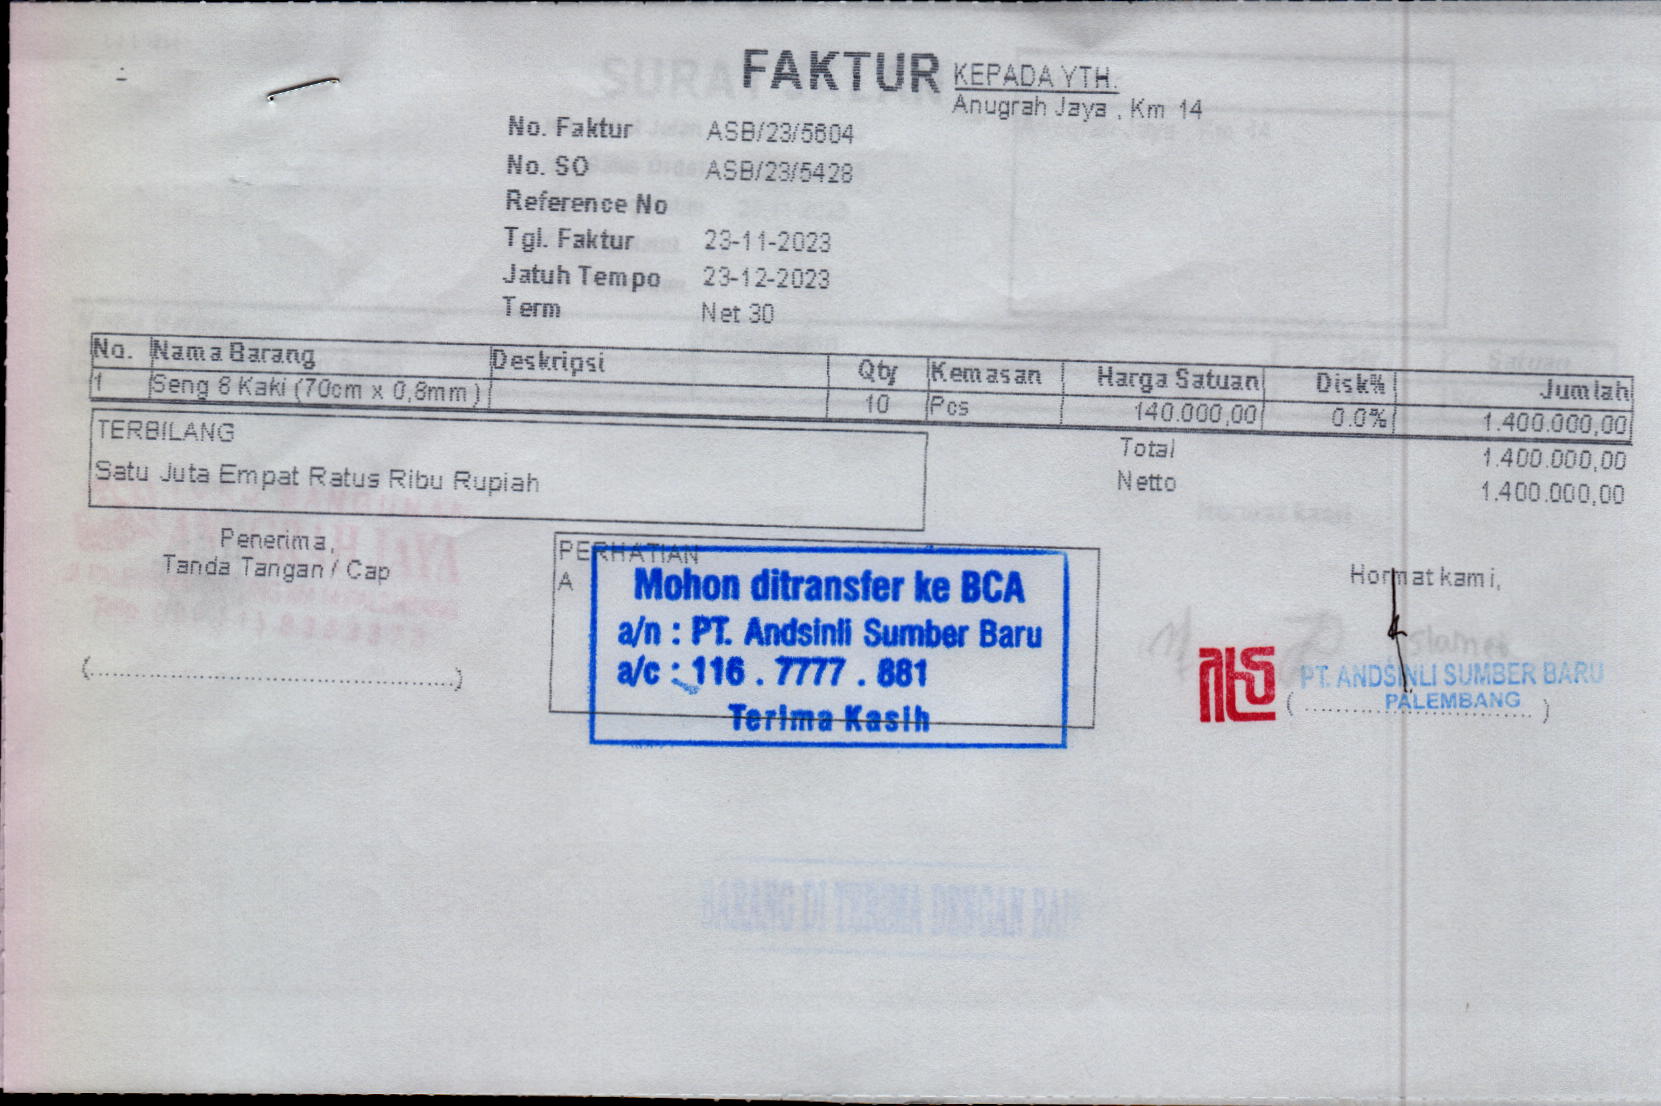 FAKTUR
KEPADA YTH.
Anugrah Jaya , Km 14
No. Faktur ASB/23/5604
No. SO ASB/23/5428
Reference No
Tgl. Faktur 23-11-2023
Jatuh Tempo 23-12-2023
Term Net 30
No. Nama Barang Deskripsi Qty Kemasan Harga Satuan Disk% Jumlah
1 Seng 8 Kaki (70cm x 0,8mm) 10 Pcs 140.000,00 0.0% 1.400.000,00
TERBILANG
Satu Juta Empat Ratus Ribu Rupiah
Total 1.400.000,00
Netto 1.400.000,00
Penerima,
Tanda Tangan / Cap
(........................................)
PERHATIAN
A
Mohon ditransfer ke BCA
a/n : PT. Andsinli Sumber Baru
a/c : 116 . 7777 . 881
Terima Kasih
Hormat kami,
PT. ANDSINLI SUMBER BARU
PALEMBANG
(........................................)
BARANG DI TERIMA DENGAN BAIK